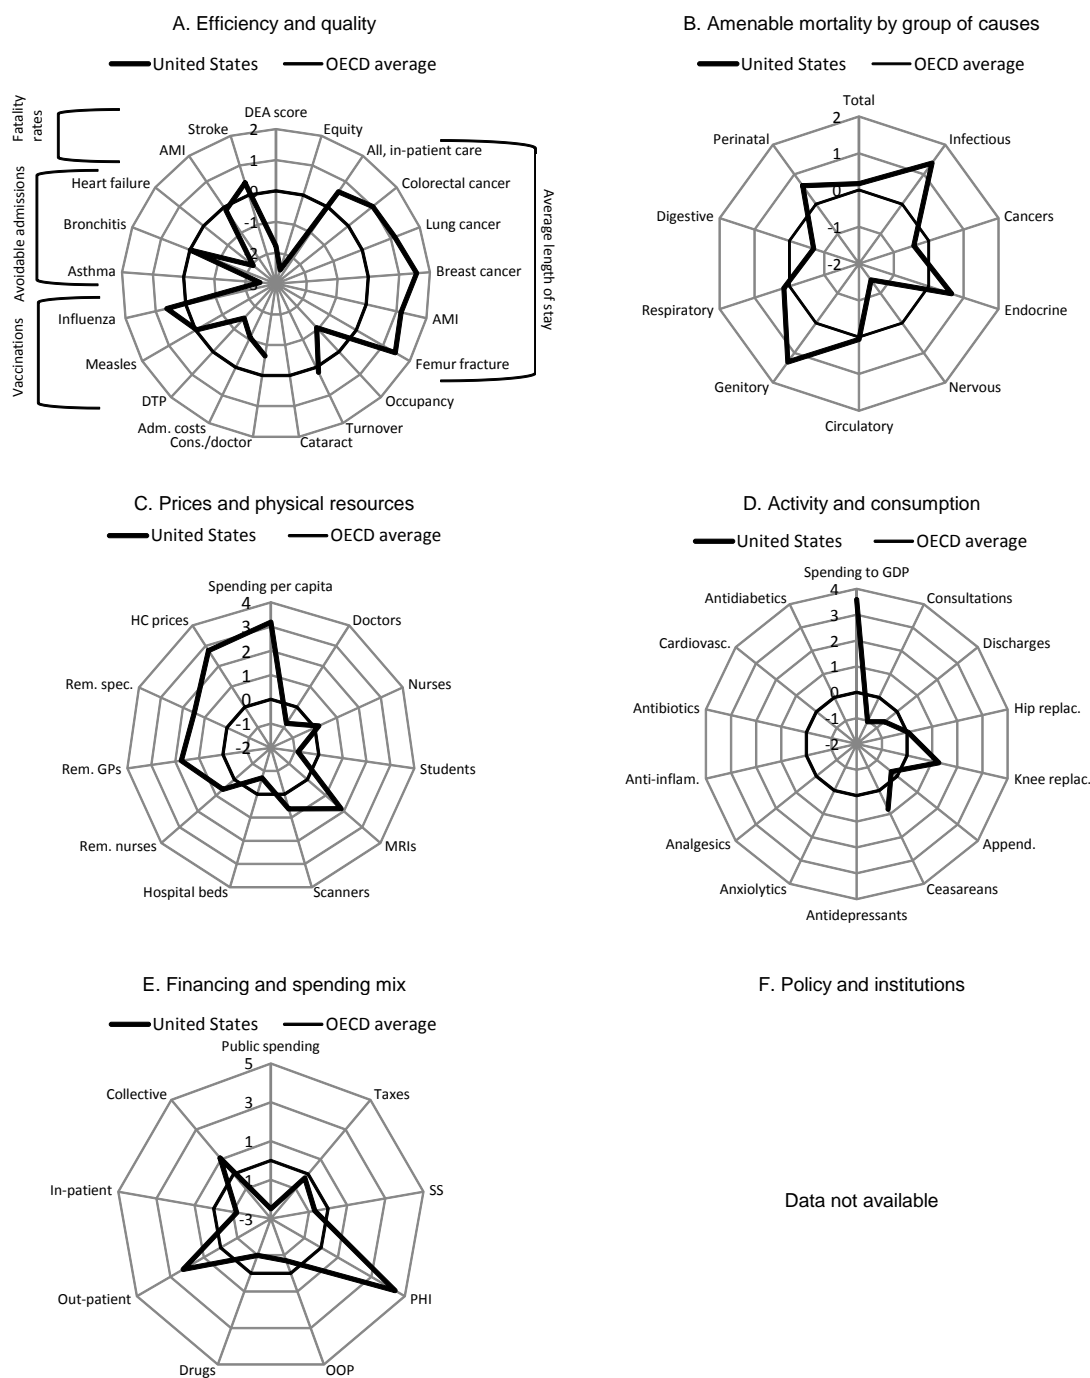 A. Efficiency and quality
United States
OECD average
Fatality
rates
Avoidable admissions
Vaccinations
Average length of stay
DEA score
Equity
All, in-patient care
Colorectal cancer
Lung cancer
Breast cancer
AMI
Femur fracture
Occupancy
Turnover
Cataract
Cons./doctor
Adm. costs
DTP
Measles
Influenza
Asthma
Bronchitis
Heart failure
AMI
Stroke
2
1
0
-1
-2
-3
B. Amenable mortality by group of causes
United States
OECD average
Total
Infectious
Cancers
Endocrine
Nervous
Circulatory
Genitory
Respiratory
Digestive
Perinatal
2
1
0
-1
-2
C. Prices and physical resources
United States
OECD average
Spending per capita
Doctors
Nurses
Students
MRIs
Scanners
Hospital beds
Rem. nurses
Rem. GPs
Rem. spec.
HC prices
4
3
2
1
0
-1
-2
D. Activity and consumption
United States
OECD average
Spending to GDP
Consultations
Discharges
Hip replac.
Knee replac.
Append.
Ceasareans
Antidepressants
Anxiolytics
Analgesics
Anti-inflam.
Antibiotics
Cardiovasc.
Antidiabetics
4
3
2
1
0
-1
-2
E. Financing and spending mix
United States
OECD average
Public spending
Taxes
SS
PHI
OOP
Drugs
Out-patient
In-patient
Collective
5
3
1
-1
-3
F. Policy and institutions
Data not available